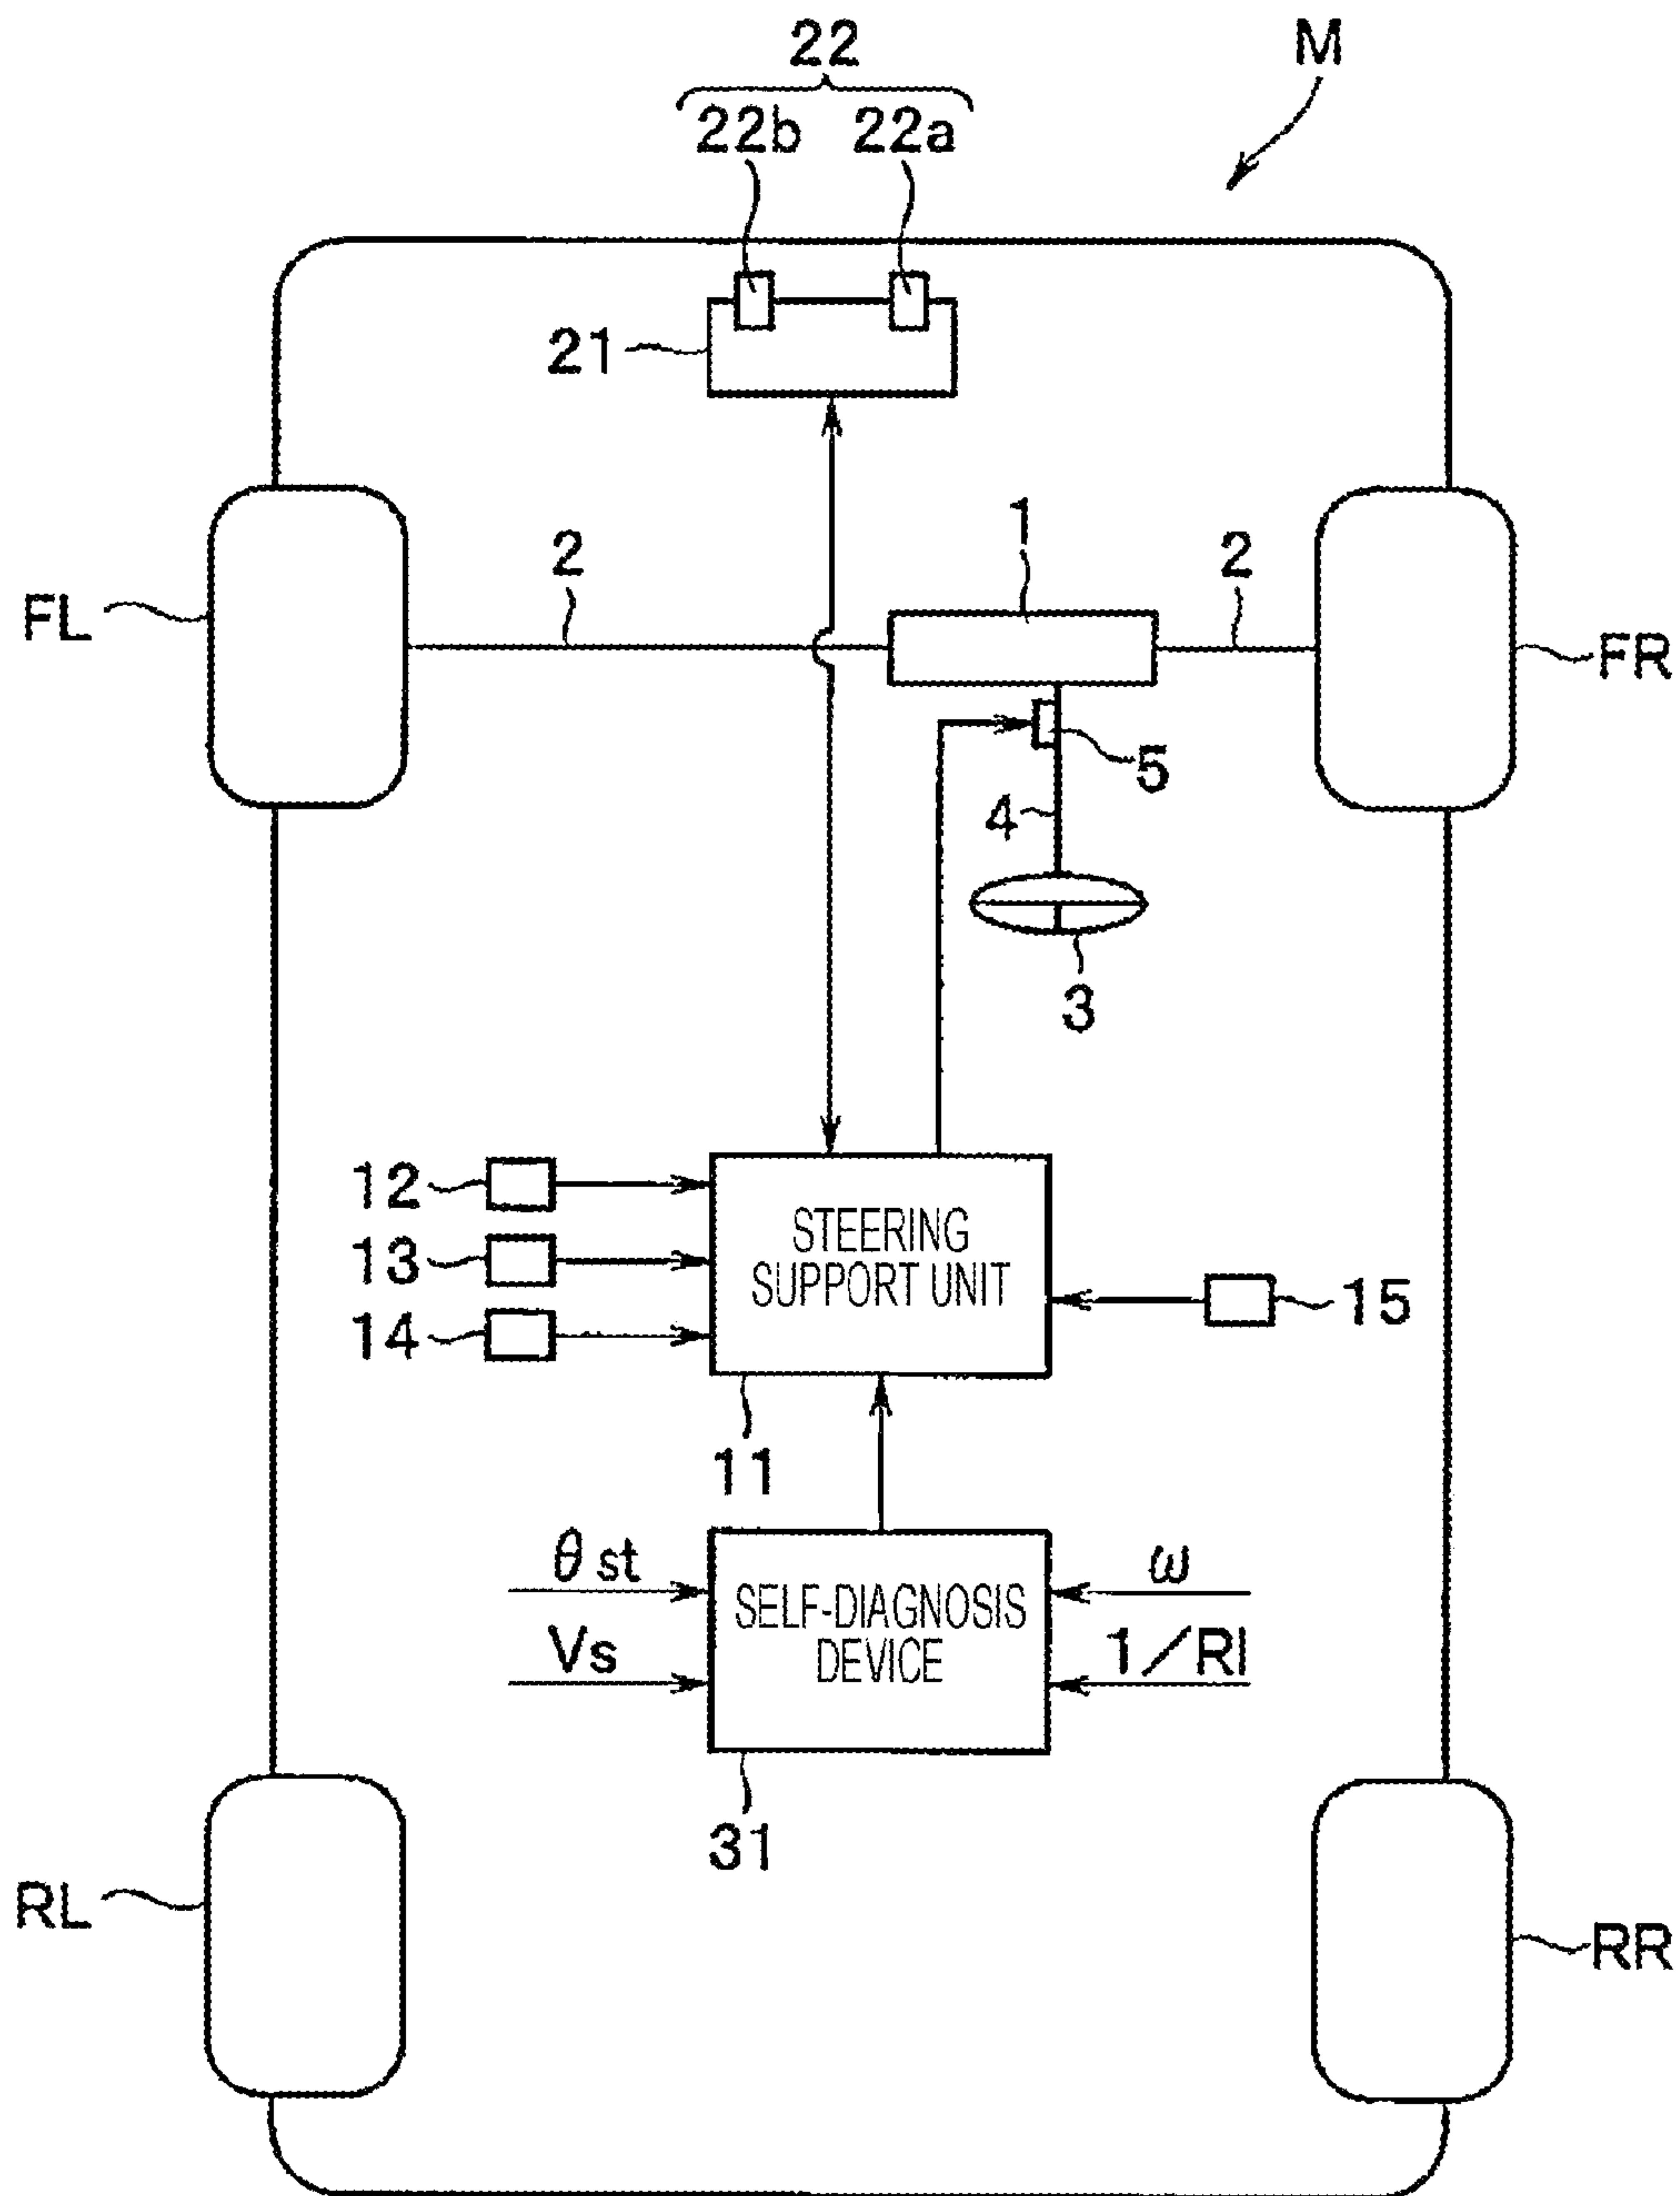 22
M
22b 22a
21
1
2
2
FL
FR
5
4
3
12
13
14
STEERING
SUPPORT UNIT
15
11
θst
ω
SELF-DIAGNOSIS
DEVICE
Vs
1/Rl
31
RL
RR